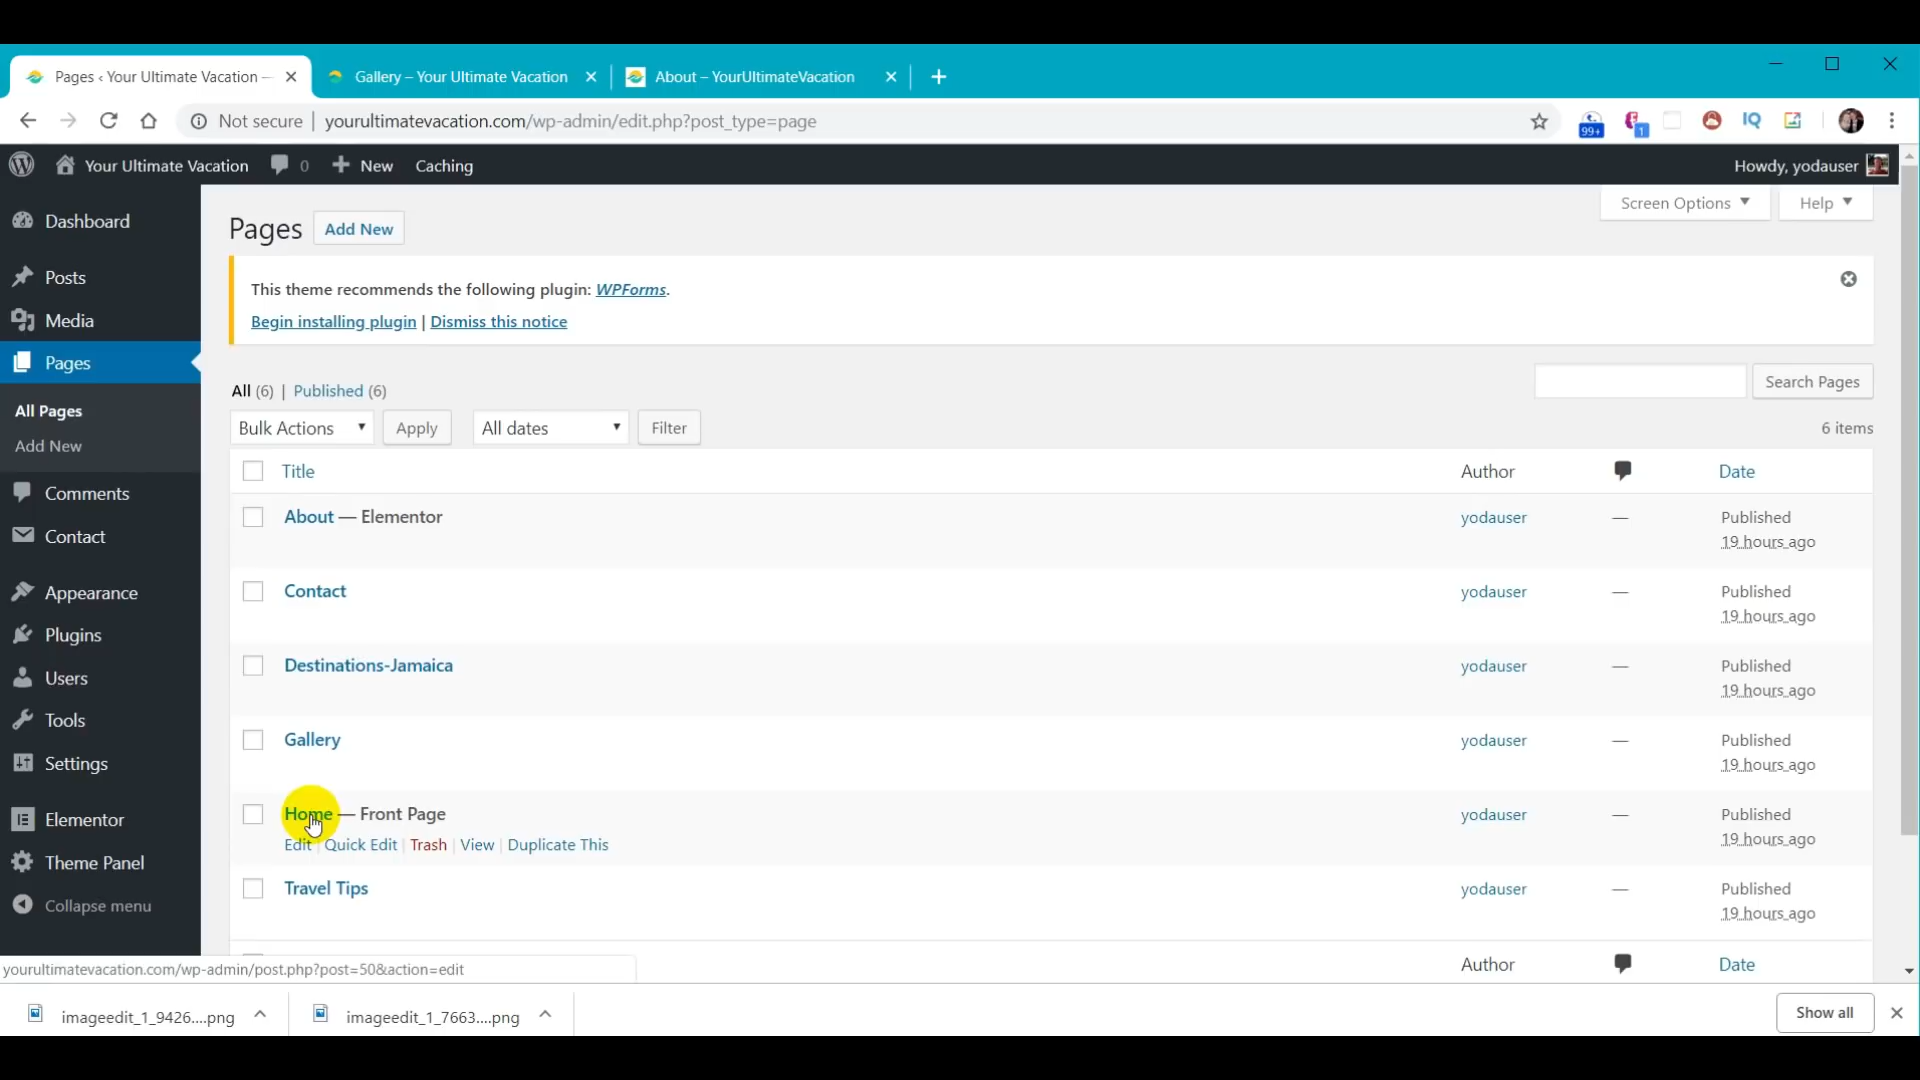 Pages ‹ Your Ultimate Vacation —
Gallery – Your Ultimate Vacation
About – YourUltimateVacation
Not secure | yourultimatevacation.com/wp-admin/edit.php?post_type=page
99+
1
IQ
Your Ultimate Vacation
0
New
Caching
Howdy, yodauser
Dashboard
Posts
Media
Pages
All Pages
Add New
Comments
Contact
Appearance
Plugins
Users
Tools
Settings
Elementor
Theme Panel
Collapse menu
Screen Options
Help
Pages
Add New
This theme recommends the following plugin: WPForms.
Begin installing plugin | Dismiss this notice
All (6) | Published (6)
Search Pages
Bulk Actions
Apply
All dates
Filter
6 items
Title
Author
Date
About — Elementor
yodauser
—
Published
19 hours ago
Contact
yodauser
—
Published
19 hours ago
Destinations-Jamaica
yodauser
—
Published
19 hours ago
Gallery
yodauser
—
Published
19 hours ago
Home — Front Page
Edit | Quick Edit | Trash | View | Duplicate This
yodauser
—
Published
19 hours ago
Travel Tips
yodauser
—
Published
19 hours ago
Author
Date
yourultimatevacation.com/wp-admin/post.php?post=50&action=edit
imageedit_1_9426....png
imageedit_1_7663....png
Show all